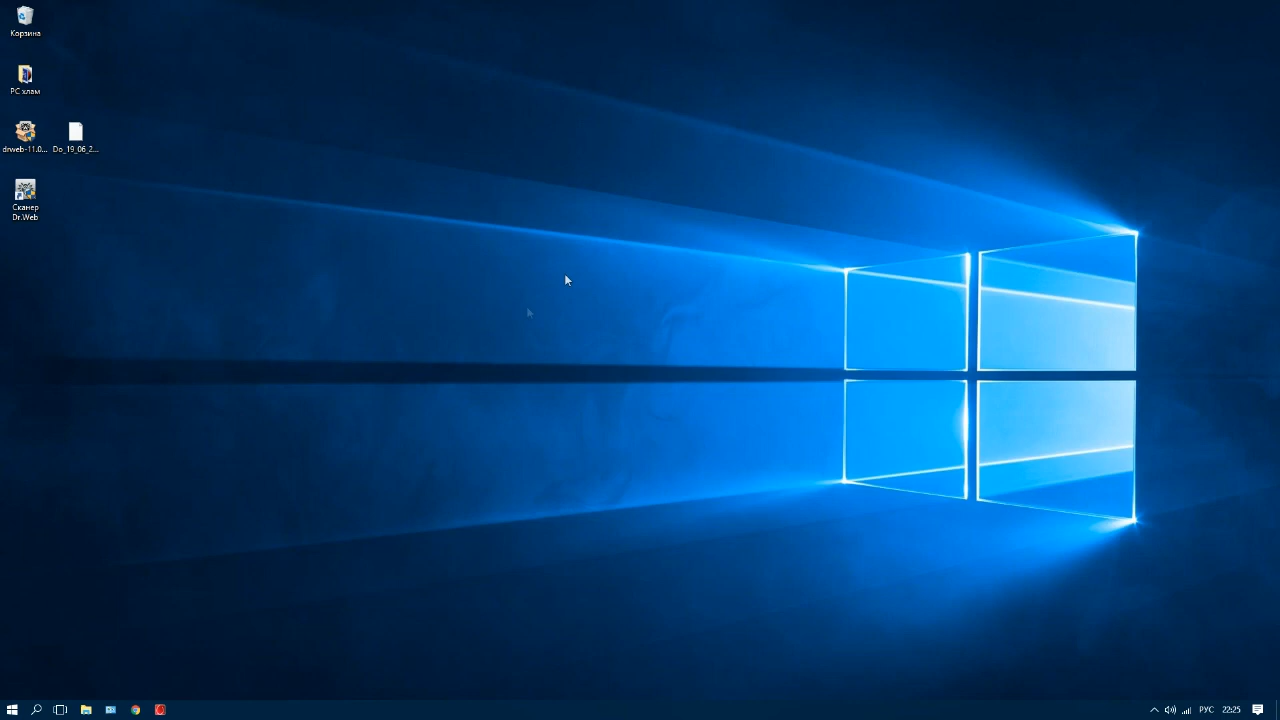 Корзина
PC хлам
drweb-11.0...
Do_19_06_2...
Сканер
Dr.Web
РУС
22:25